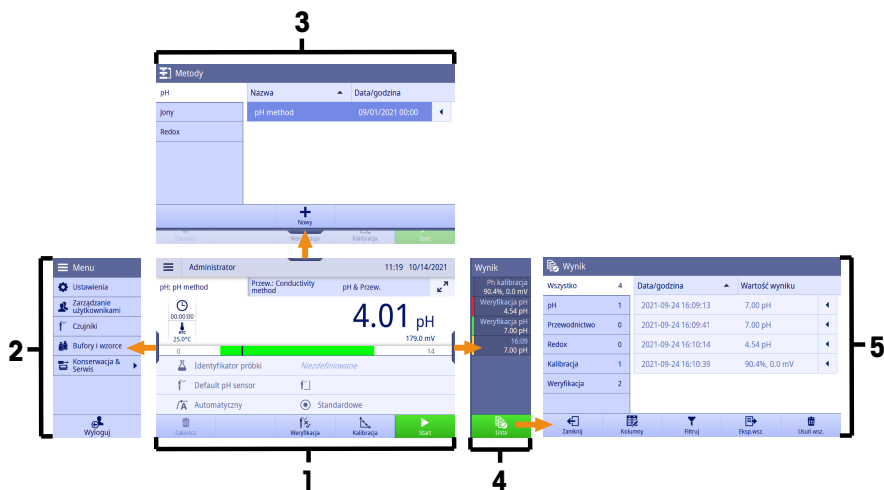 3
Metody
pH
Nazwa
Data/godzina
Jony
pH method
09/01/2021 00:00
Redox
Nowy
Zakończ
Weryfikacja
Kalibracja
Start
2
Menu
Ustawienia
Zarządzanie
użytkownikami
Czujniki
Bufory i wzorce
Konserwacja &
Serwis
Wyloguj
Administrator
11:19 10/14/2021
pH: pH method
Przew.: Conductivity
method
pH & Przew.
00:00:00
ATC
25.0°C
4.01 pH
179.0 mV
0
14
Identyfikator próbki
Niezdefiniowane
Default pH sensor
Automatyczny
Standardowe
Zakończ
Weryfikacja
Kalibracja
Start
1
Wynik
Ph kalibracja
90.4%, 0.0 mV
Weryfikacja pH
4.54 pH
Weryfikacja pH
7.00 pH
16:09
7.00 pH
Lista
4
Wynik
Wszystko 4
Data/godzina
Wartość wyniku
pH 1
2021-09-24 16:09:13
7.00 pH
Przewodnictwo 0
2021-09-24 16:09:41
7.00 pH
Redox 0
2021-09-24 16:10:14
4.54 pH
Kalibracja 1
2021-09-24 16:10:39
90.4%, 0.0 mV
Weryfikacja 2
Zamknij
Kolumny
Filtruj
Eksp.wsz.
Usuń wsz.
5